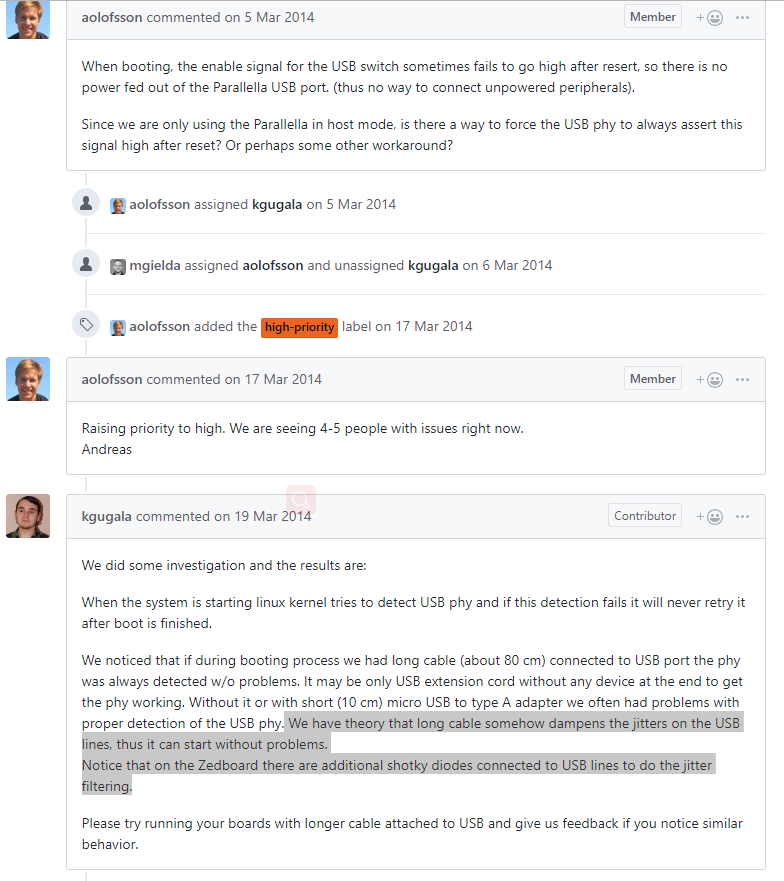 aolofsson commented on 5 Mar 2014 Member
When booting, the enable signal for the USB switch sometimes fails to go high after resert, so there is no
power fed out of the Parallella USB port. (thus no way to connect unpowered peripherals).
Since we are only using the Parallella in host mode, is there a way to force the USB phy to always assert this
signal high after reset? Or perhaps some other workaround?
aolofsson assigned kgugala on 5 Mar 2014
mgielda assigned aolofsson and unassigned kgugala on 6 Mar 2014
aolofsson added the high-priority label on 17 Mar 2014
aolofsson commented on 17 Mar 2014 Member
Raising priority to high. We are seeing 4-5 people with issues right now.
Andreas
kgugala commented on 19 Mar 2014 Contributor
We did some investigation and the results are:
When the system is starting linux kernel tries to detect USB phy and if this detection fails it will never retry it
after boot is finished.
We noticed that if during booting process we had long cable (about 80 cm) connected to USB port the phy
was always detected w/o problems. It may be only USB extension cord without any device at the end to get
the phy working. Without it or with short (10 cm) micro USB to type A adapter we often had problems with
proper detection of the USB phy. We have theory that long cable somehow dampens the jitters on the USB
lines, thus it can start without problems.
Notice that on the Zedboard there are additional shotky diodes connected to USB lines to do the jitter
filtering.
Please try running your boards with longer cable attached to USB and give us feedback if you notice similar
behavior.